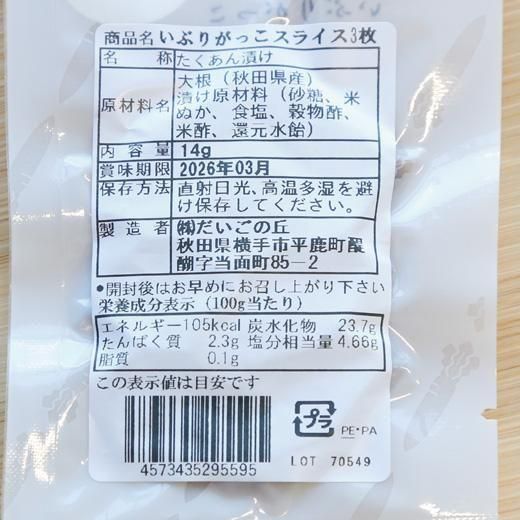 商品名 いぶりがっこスライス3枚
名称 たくあん漬け
原材料名 大根（秋田県産）
漬け原材料（砂糖、米
ぬか、食塩、穀物酢、
米酢、還元水飴）
内容量 14g
賞味期限 2026年03月
保存方法 直射日光、高温多湿を避
け保存してください。
製造者 ㈱だいごの丘
秋田県横手市平鹿町醍
醐字当面町85－2
●開封後はお早めにお召し上がり下さい
栄養成分表示（100g当たり）
エネルギー105kcal 炭水化物 23.7g
たんぱく質 2.3g 塩分相当量 4.66g
脂質 0.1g
この表示値は目安です
プラ
PE・PA
4573435295595
LOT 70549